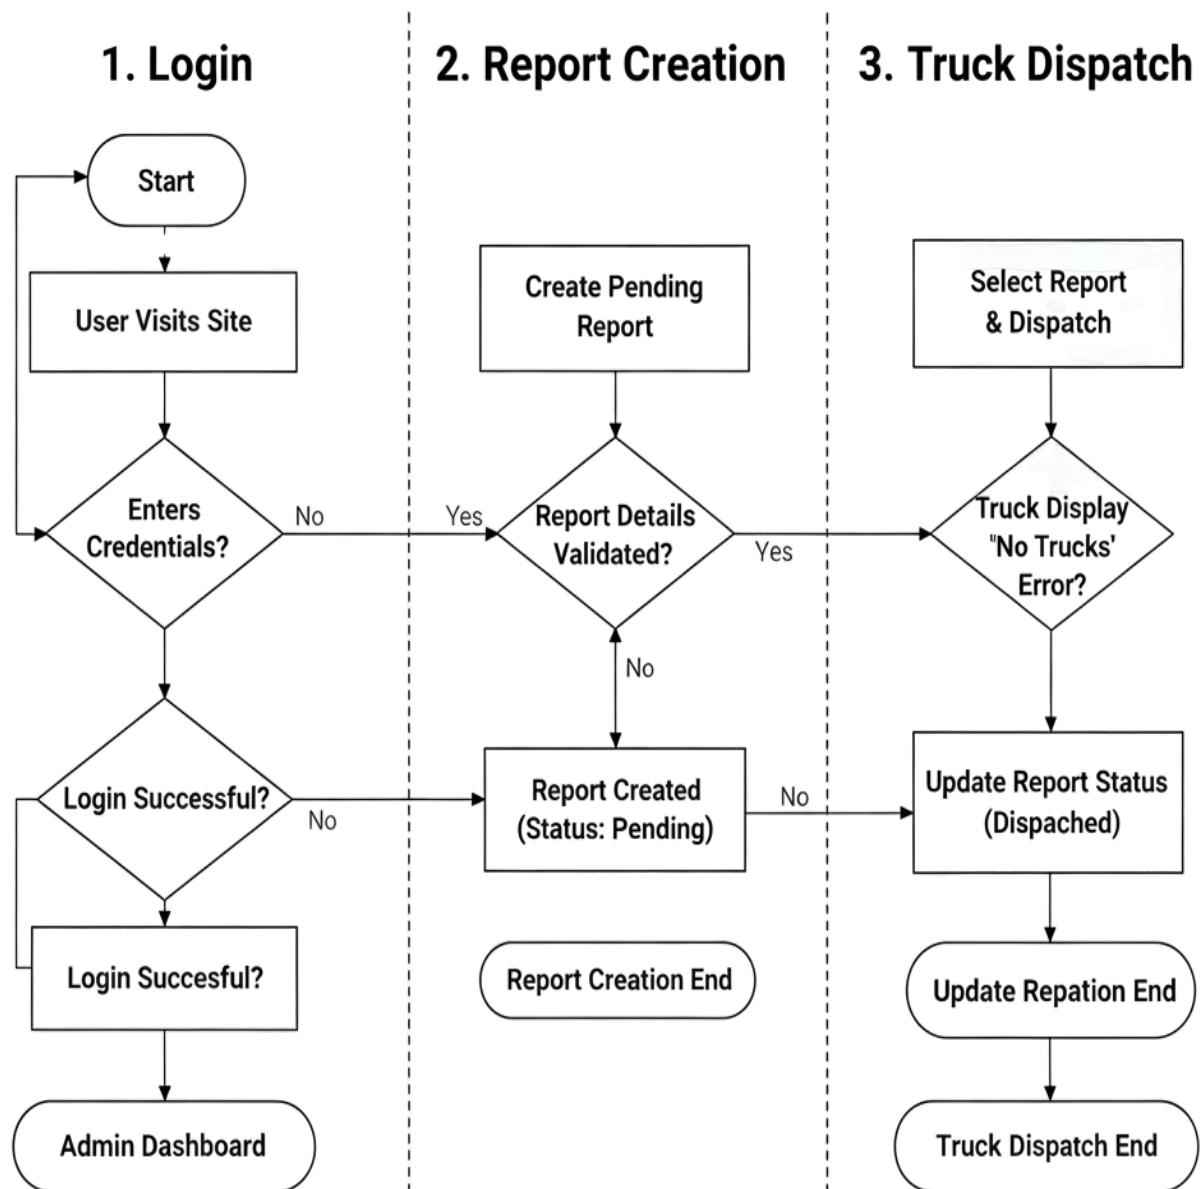 1. Login
Start
User Visits Site
Enters
Credentials?
No
Login Successful?
No
Login Succesful?
Admin Dashboard
2. Report Creation
Create Pending
Report
Yes
Report Details
Validated?
Yes
No
Report Created
(Status: Pending)
No
Report Creation End
3. Truck Dispatch
Select Report
& Dispatch
Truck Display
"No Trucks'
Error?
Update Report Status
(Dispached)
Update Repation End
Truck Dispatch End